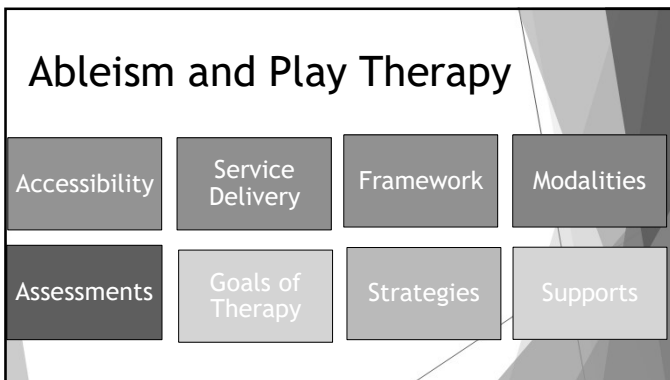 Ableism and Play Therapy
Accessibility
Service
Delivery
Framework
Modalities
Assessments
Goals of
Therapy
Strategies
Supports